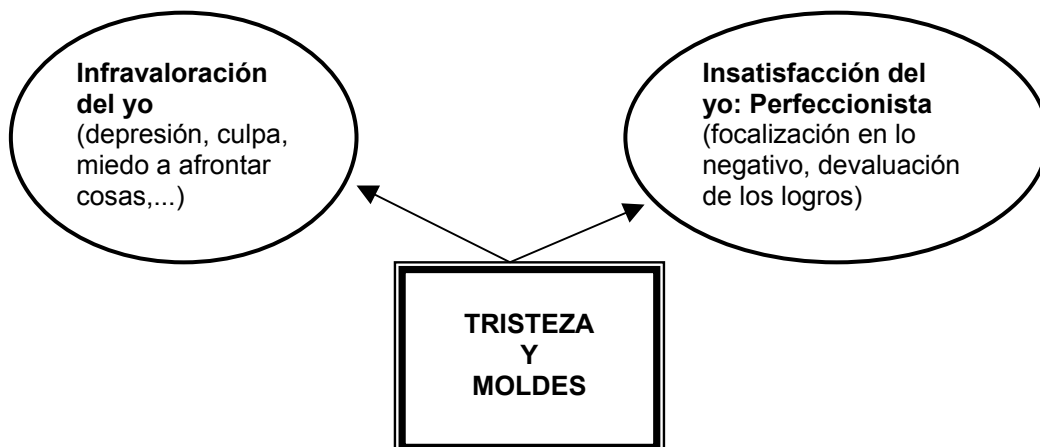 Infravaloración
del yo
(depresión, culpa,
miedo a afrontar
cosas,...)
Insatisfacción del
yo: Perfeccionista
(focalización en lo
negativo, devaluación
de los logros)
TRISTEZA
Y
MOLDES